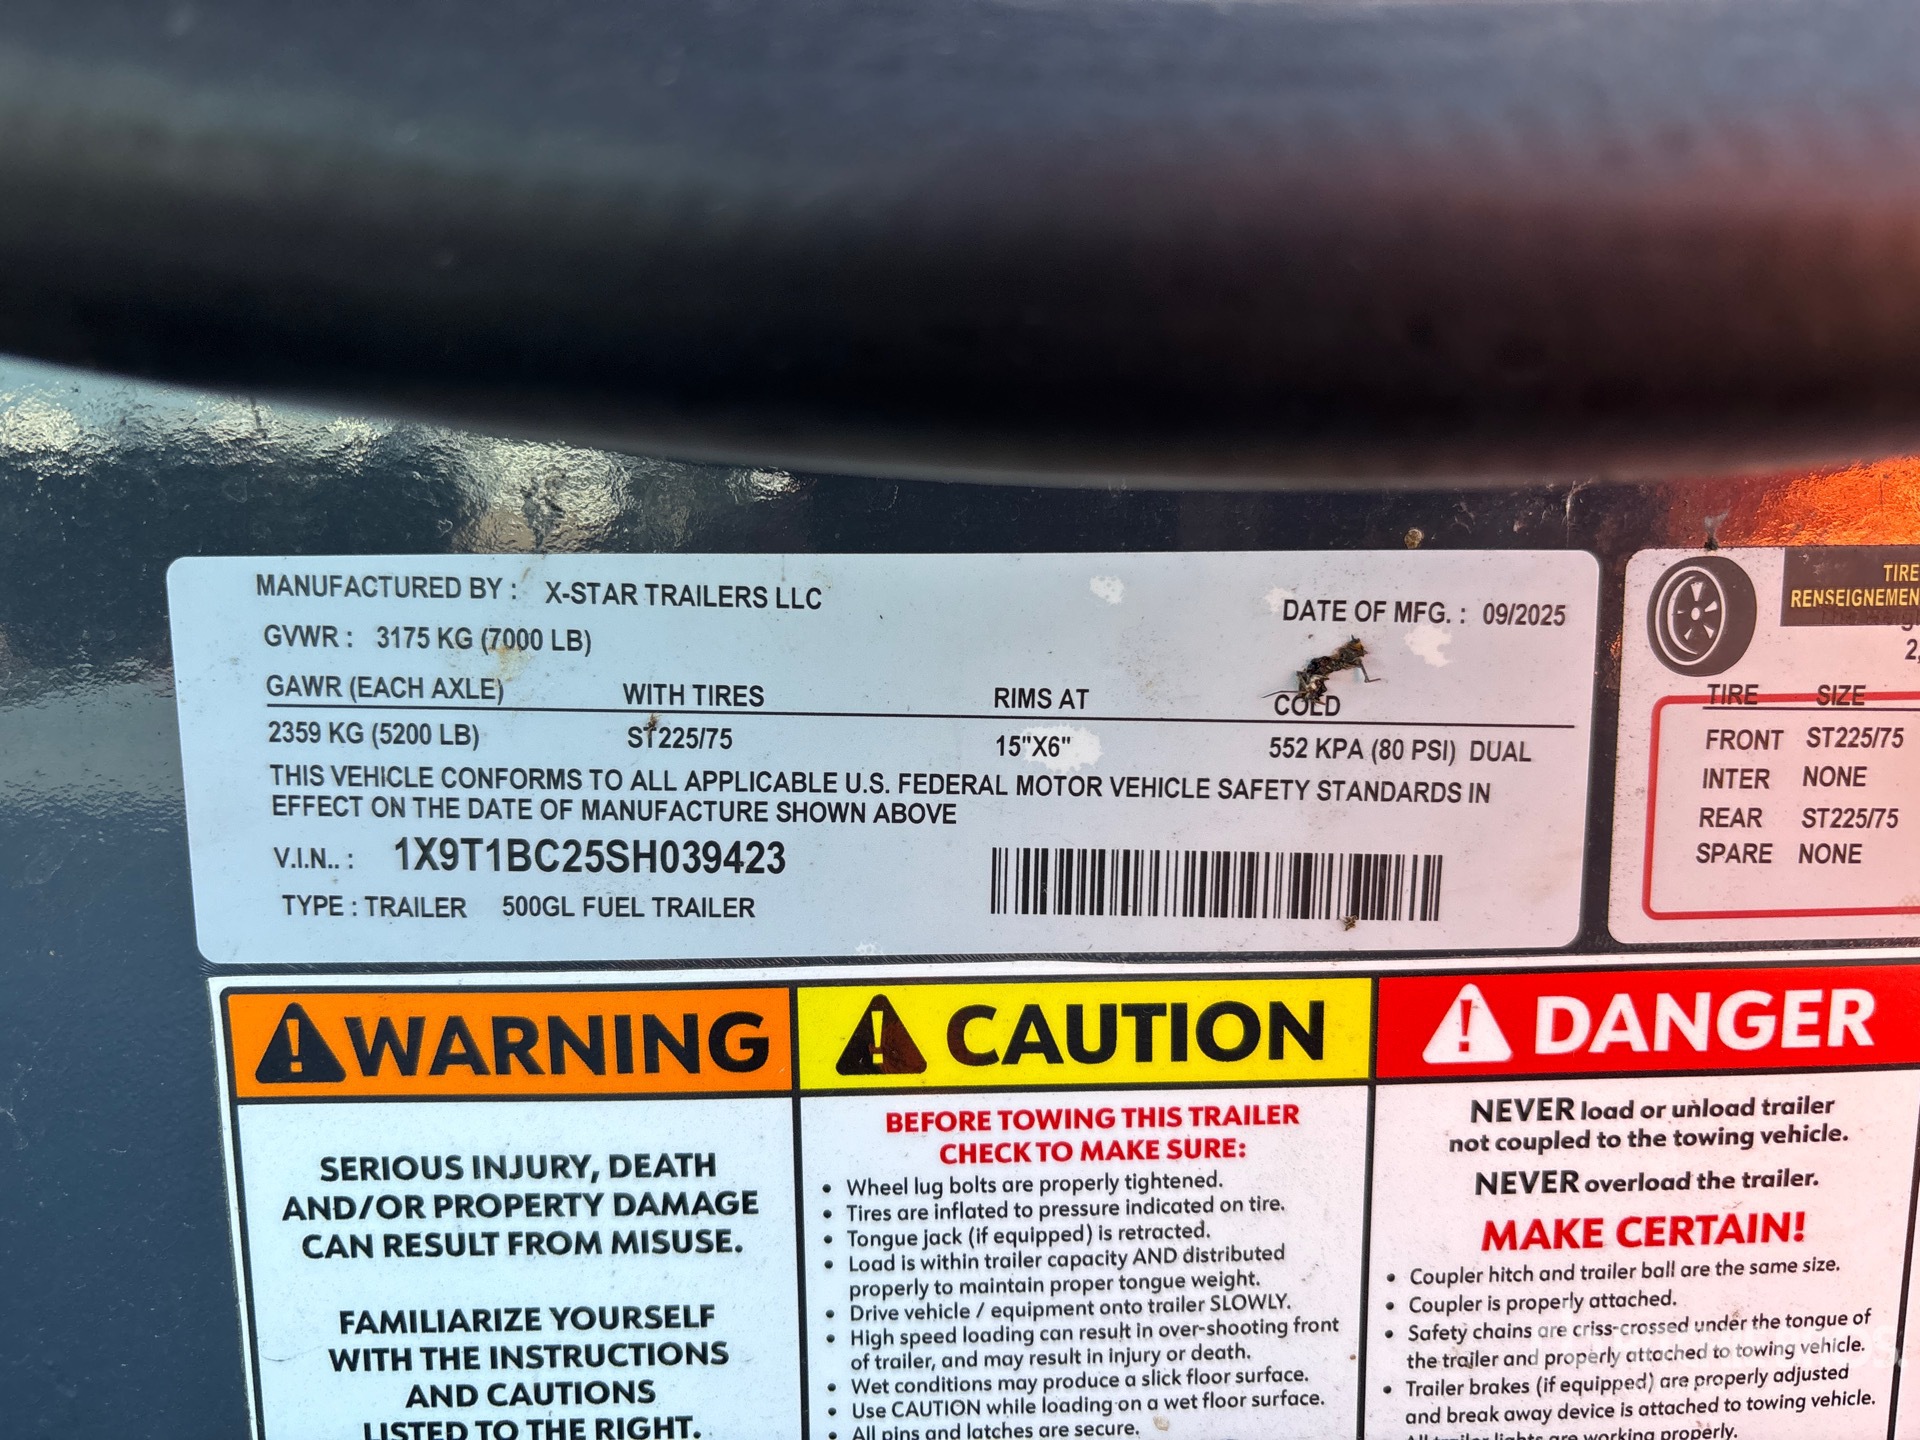 MANUFACTURED BY : X-STAR TRAILERS LLC
DATE OF MFG. : 09/2025
GVWR : 3175 KG (7000 LB)
GAWR (EACH AXLE) WITH TIRES RIMS AT COLD
2359 KG (5200 LB) ST225/75 15"X6" 552 KPA (80 PSI) DUAL
THIS VEHICLE CONFORMS TO ALL APPLICABLE U.S. FEDERAL MOTOR VEHICLE SAFETY STANDARDS IN
EFFECT ON THE DATE OF MANUFACTURE SHOWN ABOVE
V.I.N.. : 1X9T1BC25SH039423
TYPE : TRAILER 500GL FUEL TRAILER
TIRE
RENSEIGNEMEN
2,
TIRE SIZE
FRONT ST225/75
INTER NONE
REAR ST225/75
SPARE NONE
WARNING
SERIOUS INJURY, DEATH
AND/OR PROPERTY DAMAGE
CAN RESULT FROM MISUSE.
FAMILIARIZE YOURSELF
WITH THE INSTRUCTIONS
AND CAUTIONS
LISTED TO THE RIGHT.
CAUTION
BEFORE TOWING THIS TRAILER
CHECK TO MAKE SURE:
• Wheel lug bolts are properly tightened.
• Tires are inflated to pressure indicated on tire.
• Tongue jack (if equipped) is retracted.
• Load is within trailer capacity AND distributed
properly to maintain proper tongue weight.
• Drive vehicle / equipment onto trailer SLOWLY.
• High speed loading can result in over-shooting front
of trailer, and may result in injury or death.
• Wet conditions may produce a slick floor surface.
• Use CAUTION while loading on a wet floor surface.
• All pins and latches are secure.
DANGER
NEVER load or unload trailer
not coupled to the towing vehicle.
NEVER overload the trailer.
MAKE CERTAIN!
• Coupler hitch and trailer ball are the same size.
• Coupler is properly attached.
• Safety chains are criss-crossed under the tongue of
the trailer and properly attached to towing vehicle.
• Trailer brakes (if equipped) are properly adjusted
and break away device is attached to towing vehicle.
All trailer lights are working properly.